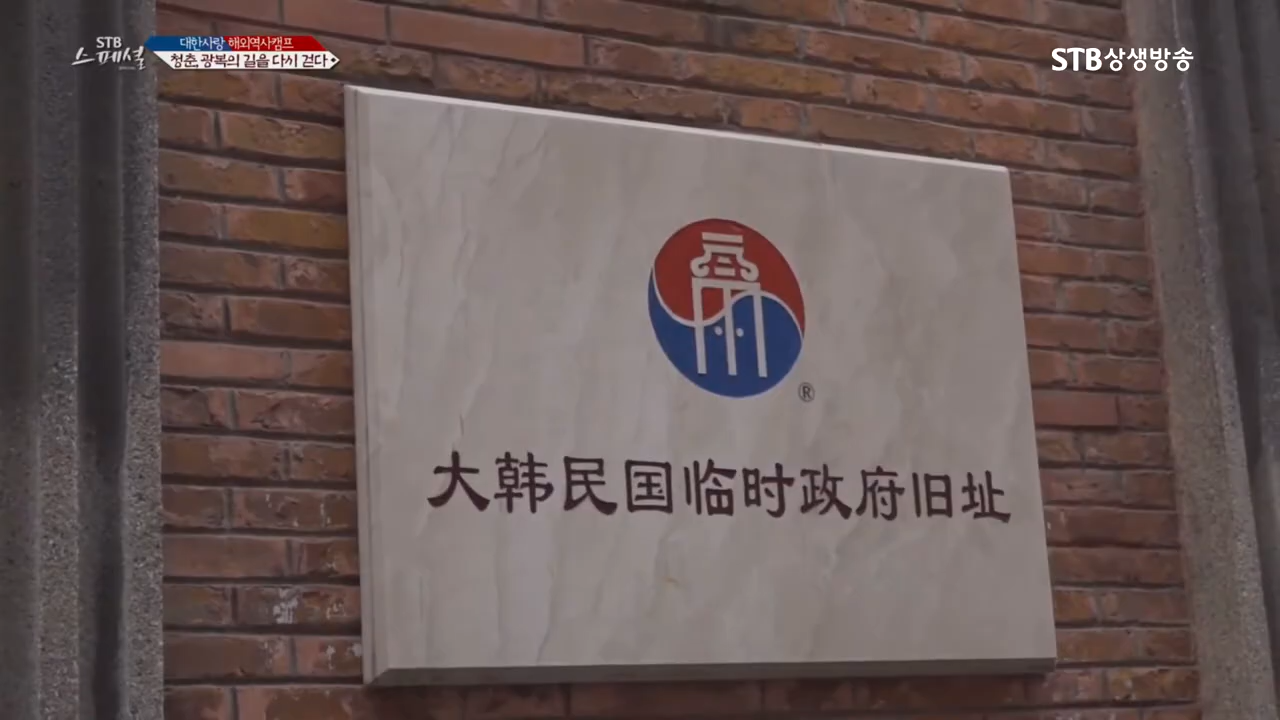 STB
스페셜
대한사랑 해외역사캠프
청춘, 광복의 길을 다시 걷다
STB상생방송
®
大韩民国临时政府旧址